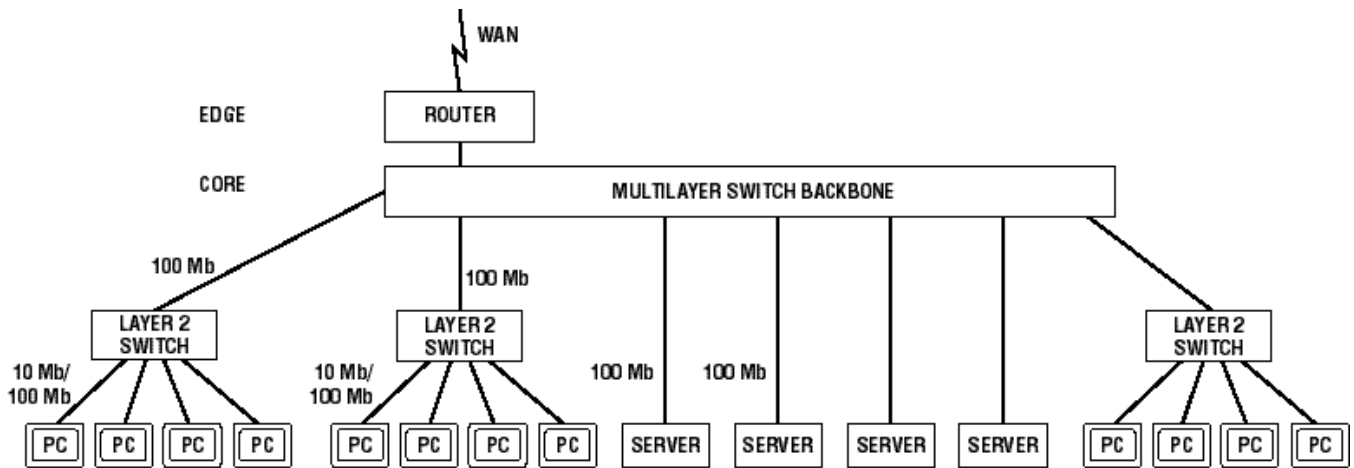 WAN
EDGE
ROUTER
CORE
MULTILAYER SWITCH BACKBONE
100 Mb
100 Mb
LAYER 2
SWITCH
LAYER 2
SWITCH
LAYER 2
SWITCH
10 Mb/
100 Mb
10 Mb/
100 Mb
100 Mb
100 Mb
PC
PC
PC
PC
PC
PC
PC
PC
SERVER
SERVER
SERVER
SERVER
PC
PC
PC
PC